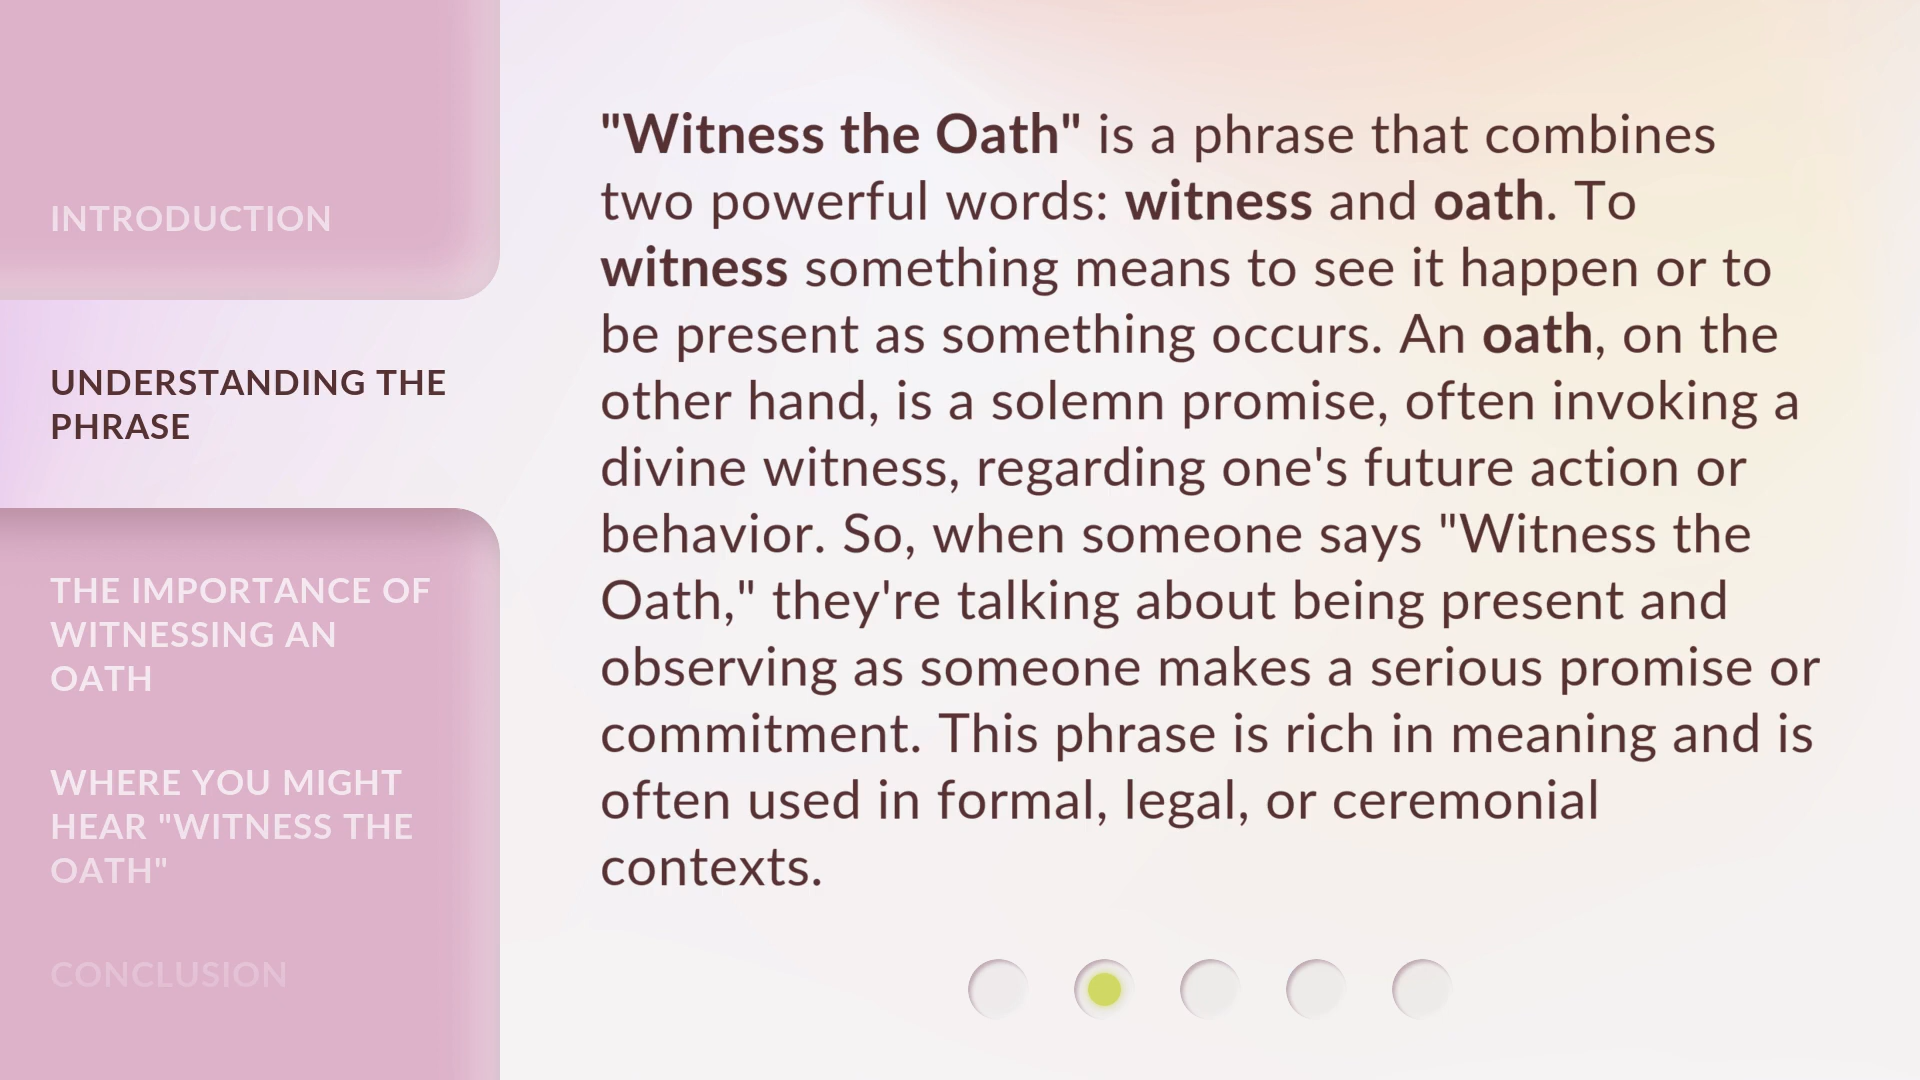 INTRODUCTION
UNDERSTANDING THE
PHRASE
THE IMPORTANCE OF
WITNESSING AN
OATH
WHERE YOU MIGHT
HEAR "WITNESS THE
OATH"
CONCLUSION
"Witness the Oath" is a phrase that combines
two powerful words: witness and oath. To
witness something means to see it happen or to
be present as something occurs. An oath, on the
other hand, is a solemn promise, often invoking a
divine witness, regarding one's future action or
behavior. So, when someone says "Witness the
Oath," they're talking about being present and
observing as someone makes a serious promise or
commitment. This phrase is rich in meaning and is
often used in formal, legal, or ceremonial
contexts.